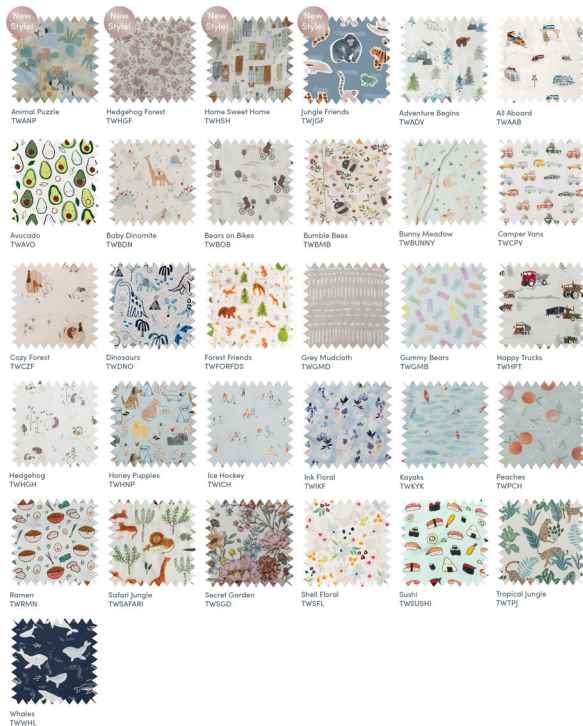 New Style!
New Style!
New Style!
New Style!
Animal Puzzle
TWANP
Hedgehog Forest
TWHGF
Home Sweet Home
TWHSH
Jungle Friends
TWJGF
Adventure Begins
TWADV
All Aboard
TWAAB
Avocado
TWAVO
Baby Dinomite
TWBDN
Bears on Bikes
TWBOB
Bumble Bees
TWBMB
Bunny Meadow
TWBUNNY
Camper Vans
TWCPV
Cozy Forest
TWCZF
Dinosaurs
TWDNO
Forest Friends
TWFORFDS
Grey Mudcloth
TWGMD
Gummy Bears
TWGMB
Happy Trucks
TWHPT
Hedgehog
TWHGH
Honey Puppies
TWHNP
Ice Hockey
TWICH
Ink Floral
TWIKF
Kayaks
TWKYK
Peaches
TWPCH
Ramen
TWRMN
Safari Jungle
TWSAFARI
Secret Garden
TWSGD
Shell Floral
TWSFL
Sushi
TWSUSHI
Tropical Jungle
TWTPJ
Whales
TWWHL